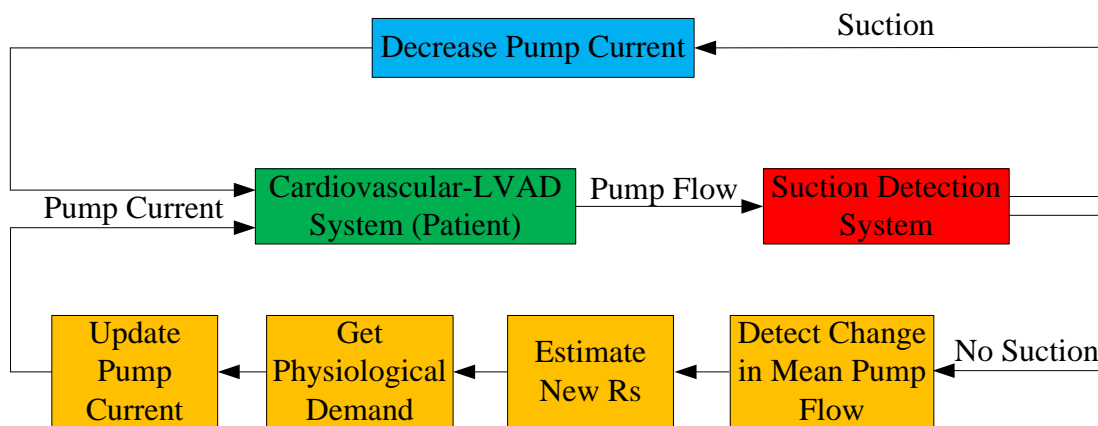 Suction
Decrease Pump Current
Cardiovascular-LVAD
System (Patient)
Pump Flow
Suction Detection
System
Pump Current
Update
Pump
Current
Get
Physiological
Demand
Estimate
New Rs
Detect Change
in Mean Pump
Flow
No Suction